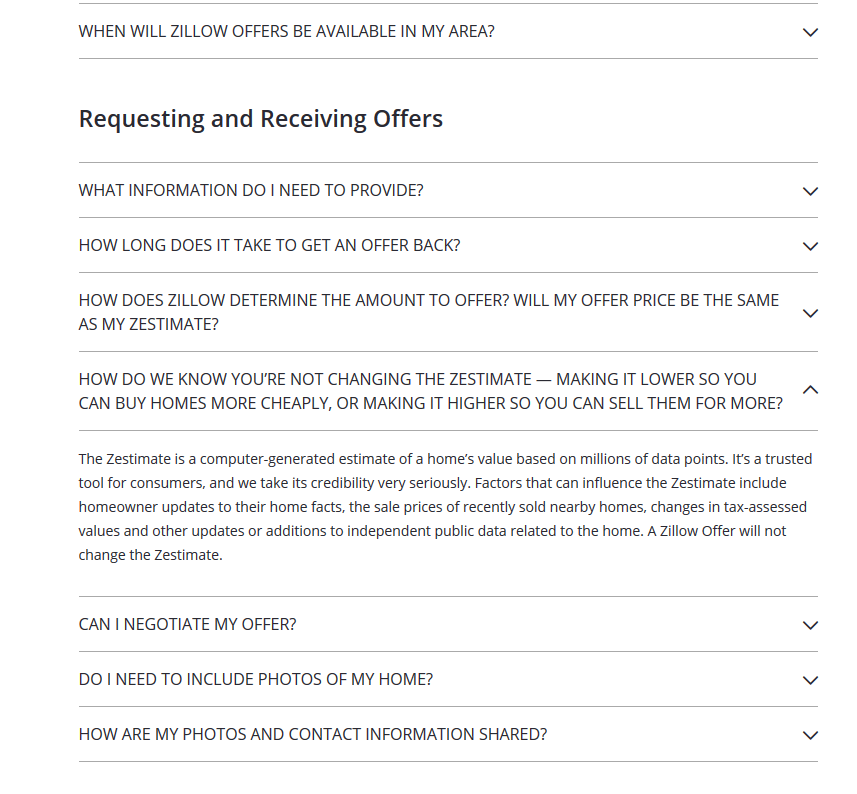 WHEN WILL ZILLOW OFFERS BE AVAILABLE IN MY AREA?
Requesting and Receiving Offers
WHAT INFORMATION DO I NEED TO PROVIDE?
HOW LONG DOES IT TAKE TO GET AN OFFER BACK?
HOW DOES ZILLOW DETERMINE THE AMOUNT TO OFFER? WILL MY OFFER PRICE BE THE SAME
AS MY ZESTIMATE?
HOW DO WE KNOW YOU’RE NOT CHANGING THE ZESTIMATE — MAKING IT LOWER SO YOU
CAN BUY HOMES MORE CHEAPLY, OR MAKING IT HIGHER SO YOU CAN SELL THEM FOR MORE?
The Zestimate is a computer-generated estimate of a home’s value based on millions of data points. It’s a trusted
tool for consumers, and we take its credibility very seriously. Factors that can influence the Zestimate include
homeowner updates to their home facts, the sale prices of recently sold nearby homes, changes in tax-assessed
values and other updates or additions to independent public data related to the home. A Zillow Offer will not
change the Zestimate.
CAN I NEGOTIATE MY OFFER?
DO I NEED TO INCLUDE PHOTOS OF MY HOME?
HOW ARE MY PHOTOS AND CONTACT INFORMATION SHARED?